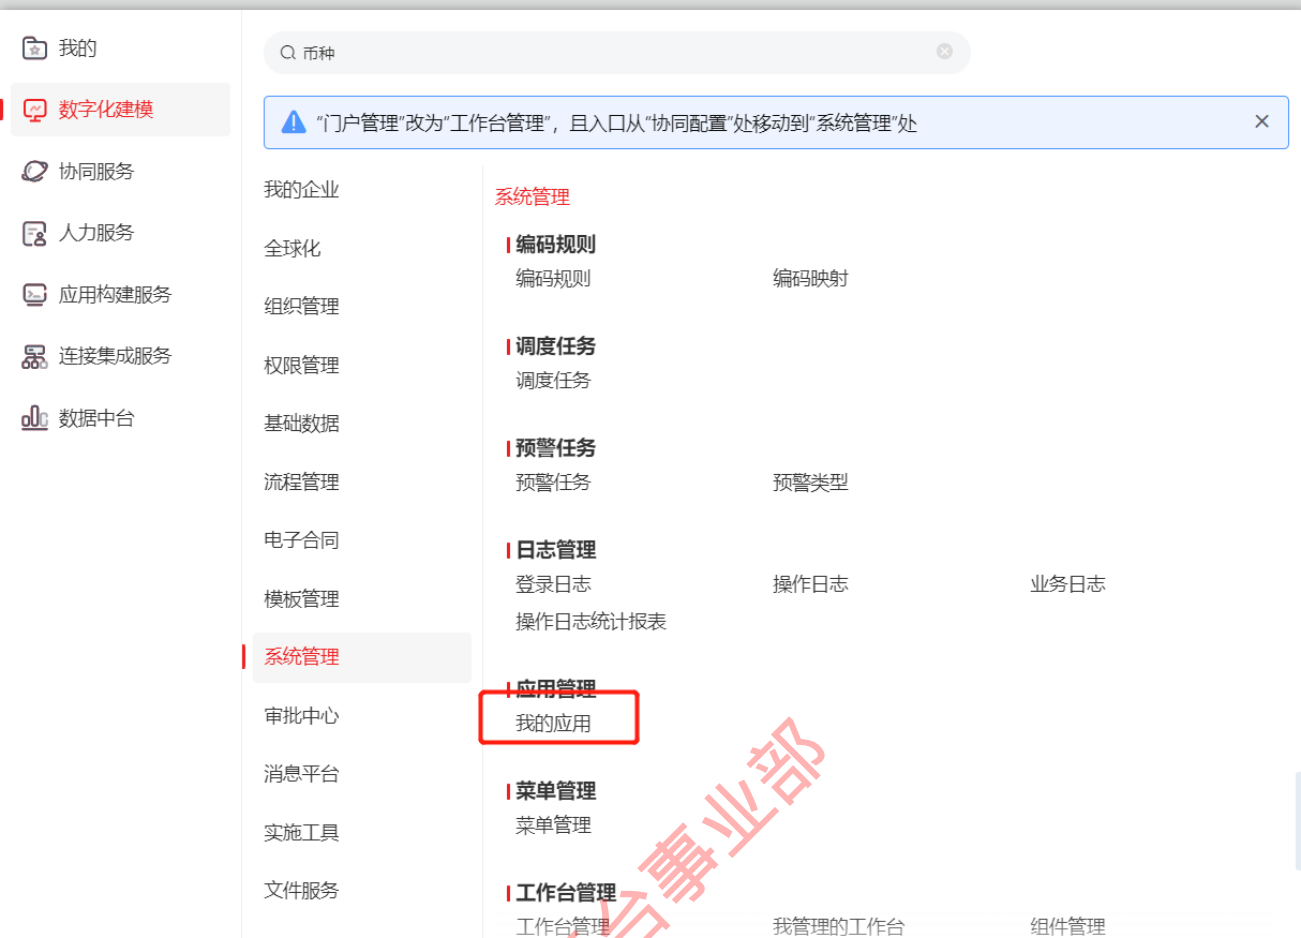 我的
数字化建模
协同服务
人力服务
应用构建服务
连接集成服务
数据中台
币种
“门户管理”改为“工作台管理”，且入口从“协同配置”处移动到“系统管理”处
我的企业
全球化
组织管理
权限管理
基础数据
流程管理
电子合同
模板管理
系统管理
审批中心
消息平台
实施工具
文件服务
系统管理
编码规则
编码规则 编码映射
调度任务
调度任务
预警任务
预警任务 预警类型
日志管理
登录日志 操作日志 业务日志
操作日志统计报表
应用管理
我的应用
菜单管理
菜单管理
工作台管理
工作台管理 我管理的工作台 组件管理
台事业部